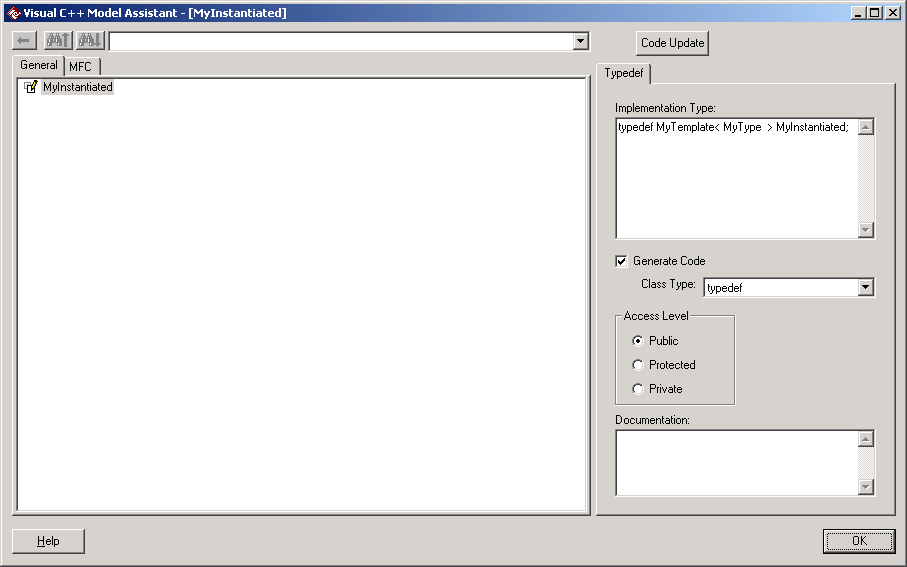 Visual C++ Model Assistant - [MyInstantiated]
Code Update
General
MFC
MyInstantiated
Typedef
Implementation Type:
typedef MyTemplate< MyType  > MyInstantiated;
Generate Code
Class Type:
typedef
Access Level
Public
Protected
Private
Documentation:
Help
OK